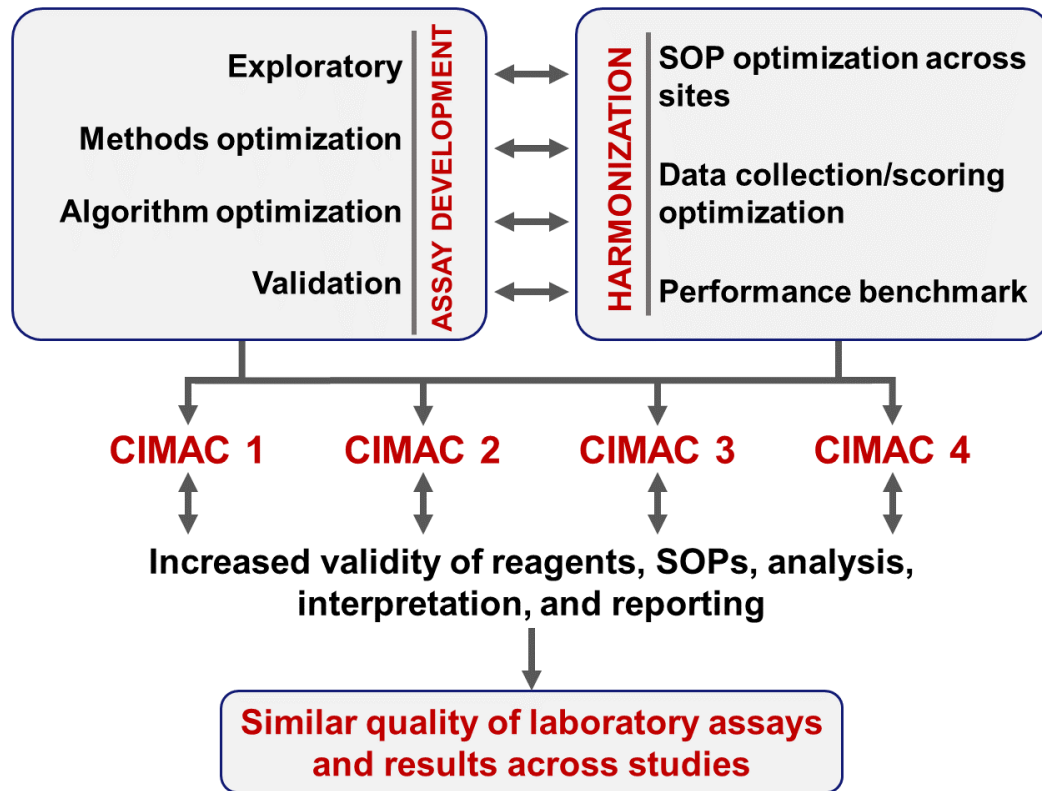 Exploratory
Methods optimization
Algorithm optimization
Validation
ASSAY DEVELOPMENT
HARMONIZATION
SOP optimization across
sites
Data collection/scoring
optimization
Performance benchmark
CIMAC 1
CIMAC 2
CIMAC 3
CIMAC 4
Increased validity of reagents, SOPs, analysis,
interpretation, and reporting
Similar quality of laboratory assays
and results across studies